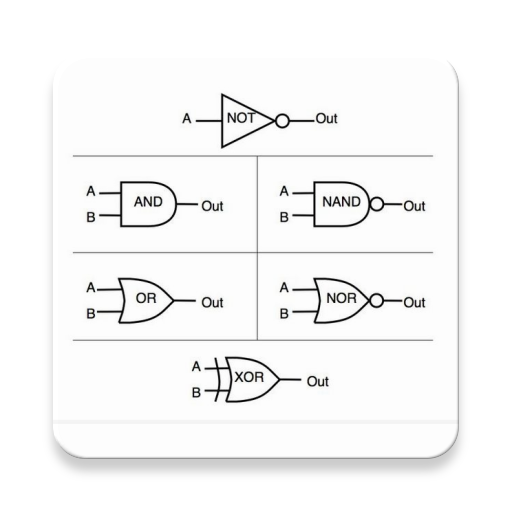 A NOT Out
A
B AND Out
A
B NAND Out
A
B OR Out
A
B NOR Out
A
B XOR Out